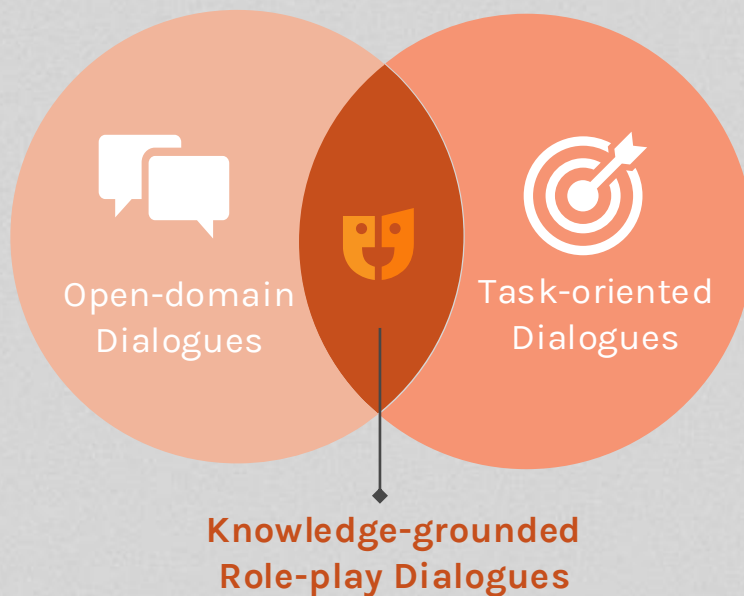 Open-domain
Dialogues
Task-oriented
Dialogues
Knowledge-grounded
Role-play Dialogues